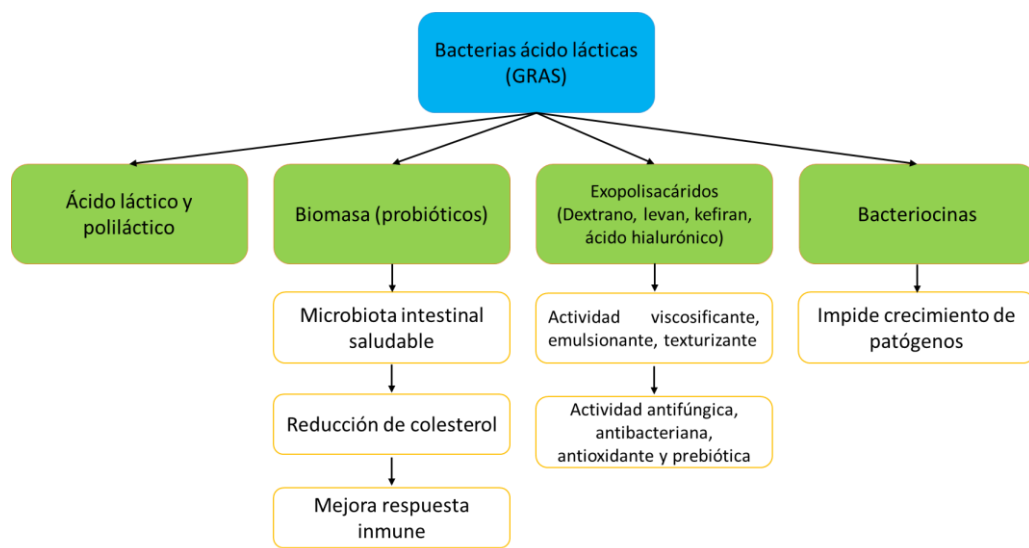 Bacterias ácido lácticas
(GRAS)
Ácido láctico y
poliláctico
Biomasa (probióticos)
Exopolisacáridos
(Dextrano, levan, kefiran,
ácido hialurónico)
Bacteriocinas
Microbiota intestinal
saludable
Actividad viscosificante,
emulsionante, texturizante
Impide crecimiento de
patógenos
Reducción de colesterol
Actividad antifúngica,
antibacteriana,
antioxidante y prebiótica
Mejora respuesta
inmune